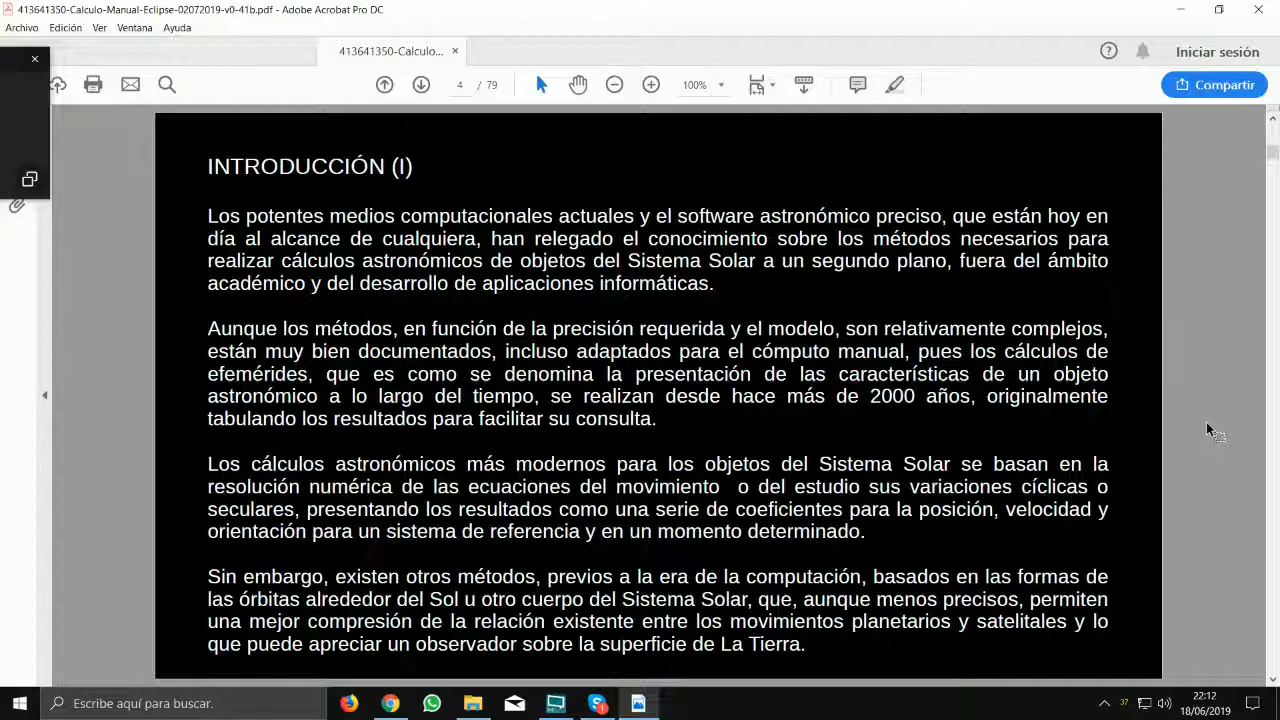 413641350-Calculo-Manual-Eclipse-02072019-v0-41b.pdf - Adobe Acrobat Pro DC
Archivo Edición Ver Ventana Ayuda
413641350-Calculo... ×
Iniciar sesión
4 / 79
100%
Compartir
INTRODUCCIÓN (I)
Los potentes medios computacionales actuales y el software astronómico preciso, que están hoy en
día al alcance de cualquiera, han relegado el conocimiento sobre los métodos necesarios para
realizar cálculos astronómicos de objetos del Sistema Solar a un segundo plano, fuera del ámbito
académico y del desarrollo de aplicaciones informáticas.
Aunque los métodos, en función de la precisión requerida y el modelo, son relativamente complejos,
están muy bien documentados, incluso adaptados para el cómputo manual, pues los cálculos de
efemérides, que es como se denomina la presentación de las características de un objeto
astronómico a lo largo del tiempo, se realizan desde hace más de 2000 años, originalmente
tabulando los resultados para facilitar su consulta.
Los cálculos astronómicos más modernos para los objetos del Sistema Solar se basan en la
resolución numérica de las ecuaciones del movimiento o del estudio sus variaciones cíclicas o
seculares, presentando los resultados como una serie de coeficientes para la posición, velocidad y
orientación para un sistema de referencia y en un momento determinado.
Sin embargo, existen otros métodos, previos a la era de la computación, basados en las formas de
las órbitas alrededor del Sol u otro cuerpo del Sistema Solar, que, aunque menos precisos, permiten
una mejor compresión de la relación existente entre los movimientos planetarios y satelitales y lo
que puede apreciar un observador sobre la superficie de La Tierra.
Escribe aquí para buscar.
37
22:12
18/06/2019